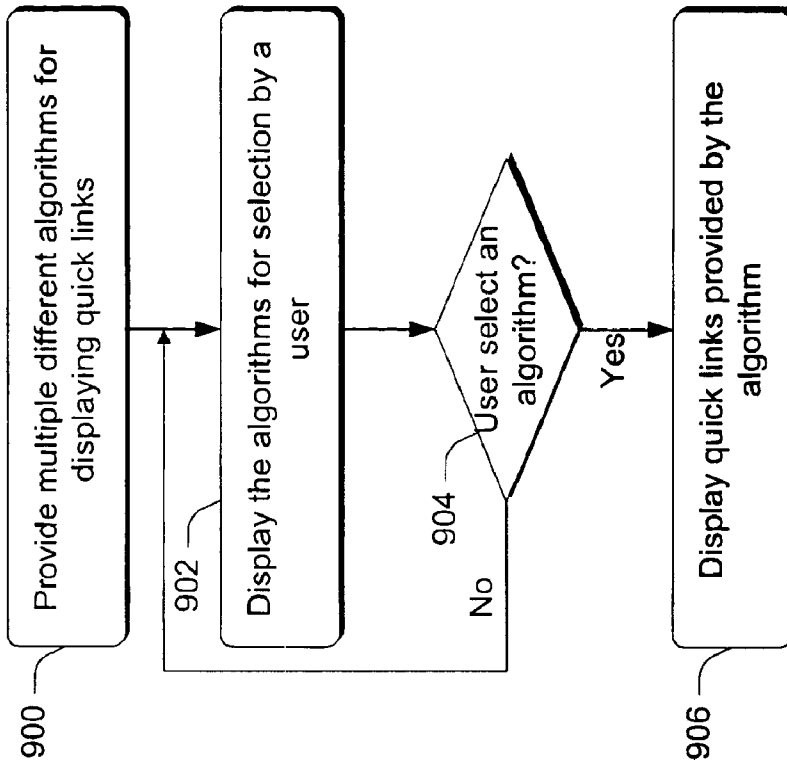 900
Provide multiple different algorithms for
displaying quick links
902
Display the algorithms for selection by a
user
904
User select an
algorithm?
No
Yes
906
Display quick links provided by the
algorithm